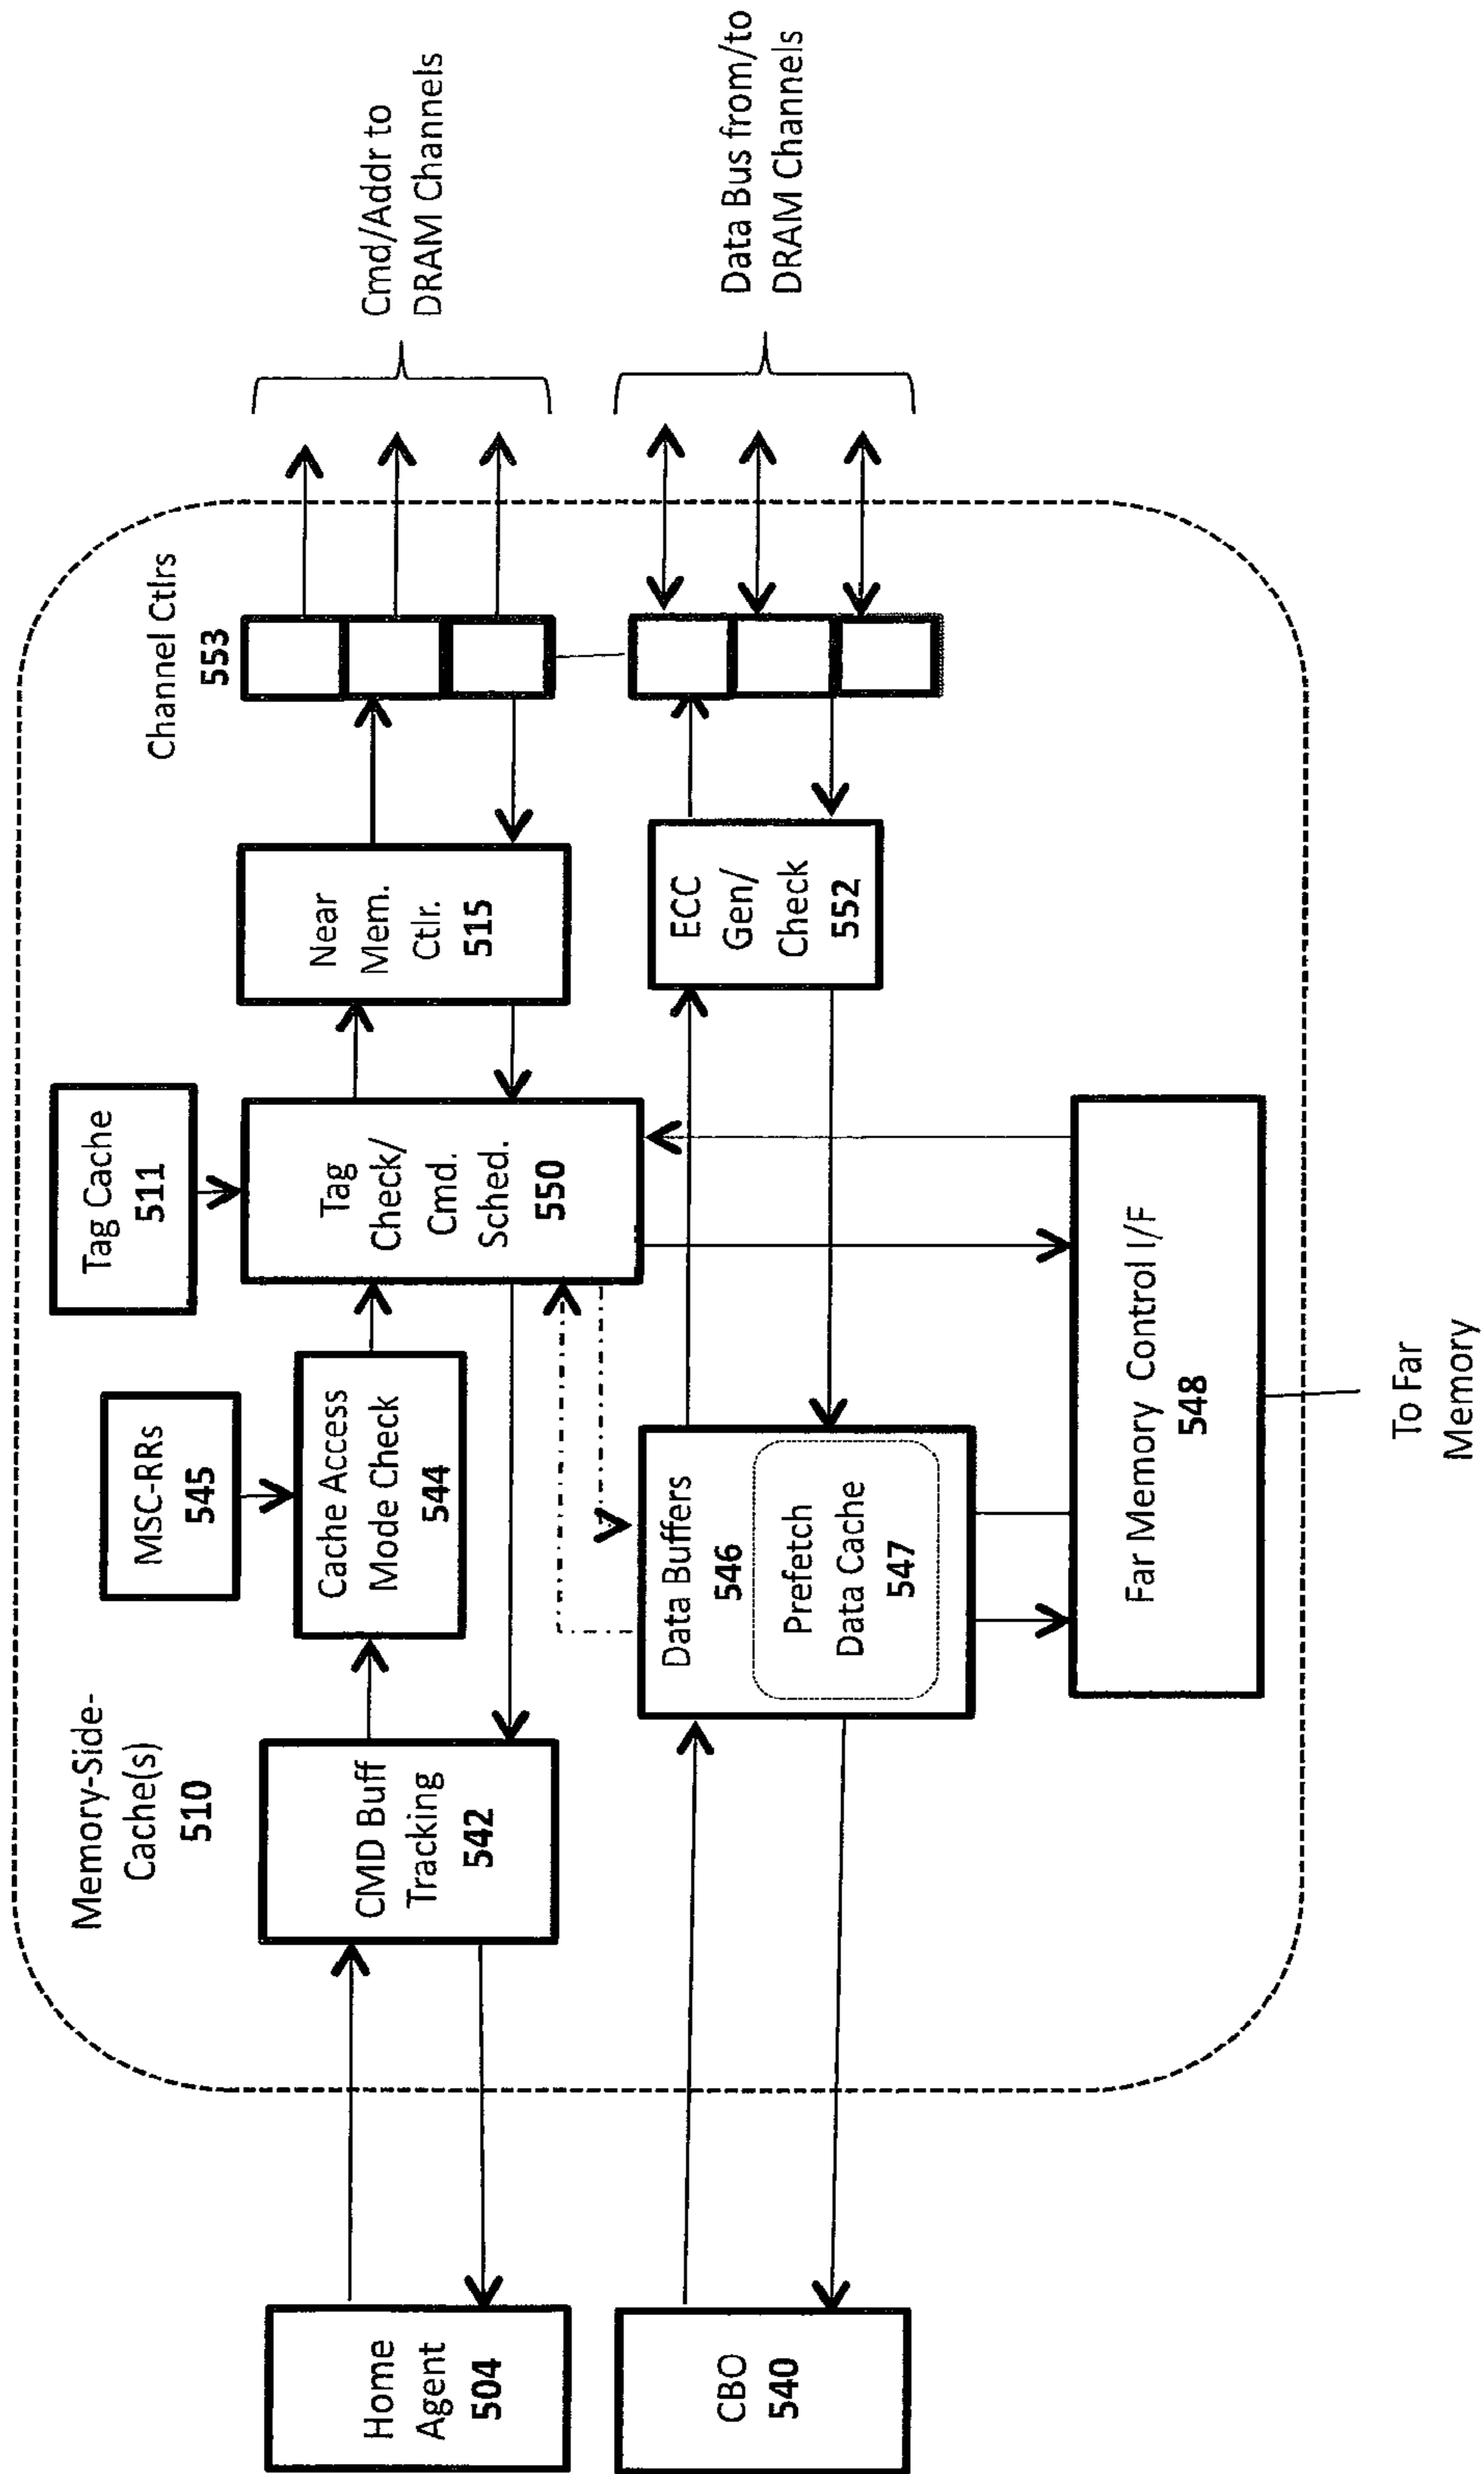 Memory-Side-
Cache(s)
510
MSC-RRs
545
Tag Cache
511
Channel Ctlrs
553
Home
Agent
504
CMD Buff
Tracking
542
Cache Access
Mode Check
544
Tag
Check/
Cmd.
Sched.
550
Near
Mem.
Ctlr.
515
Cmd/Addr to
DRAM Channels
CBO
540
Data Buffers
546
Prefetch
Data Cache
547
ECC
Gen/
Check
552
Data Bus from/to
DRAM Channels
Far Memory Control I/F
548
To Far
Memory